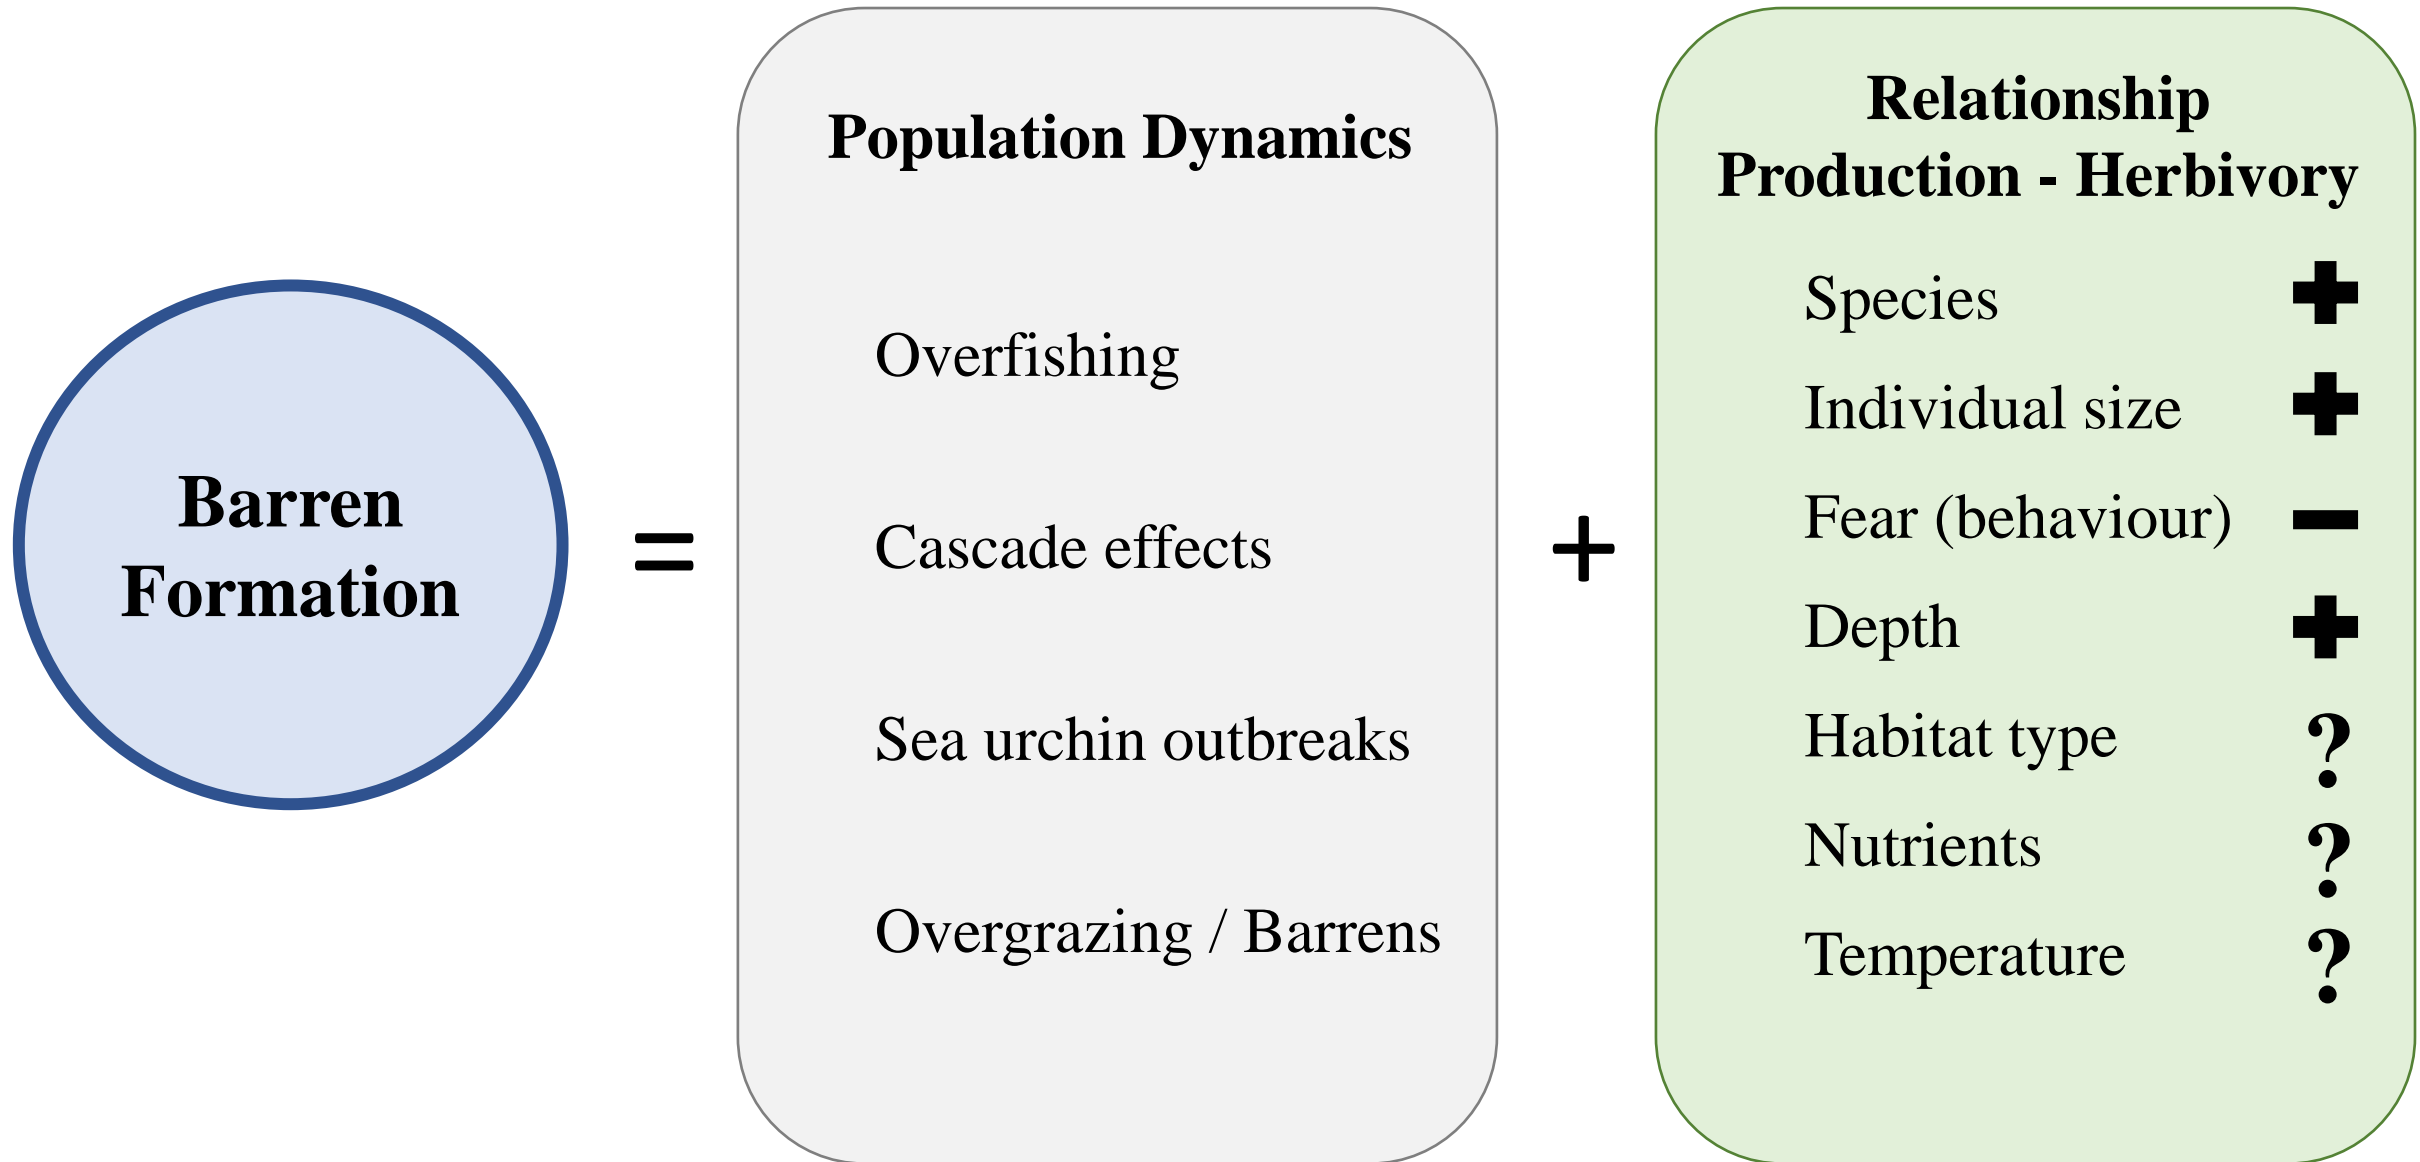 Barren
Formation
=
Population Dynamics
Overfishing
Cascade effects
Sea urchin outbreaks
Overgrazing / Barrens
+
Relationship
Production - Herbivory
Species +
Individual size +
Fear (behaviour) -
Depth +
Habitat type ?
Nutrients ?
Temperature ?